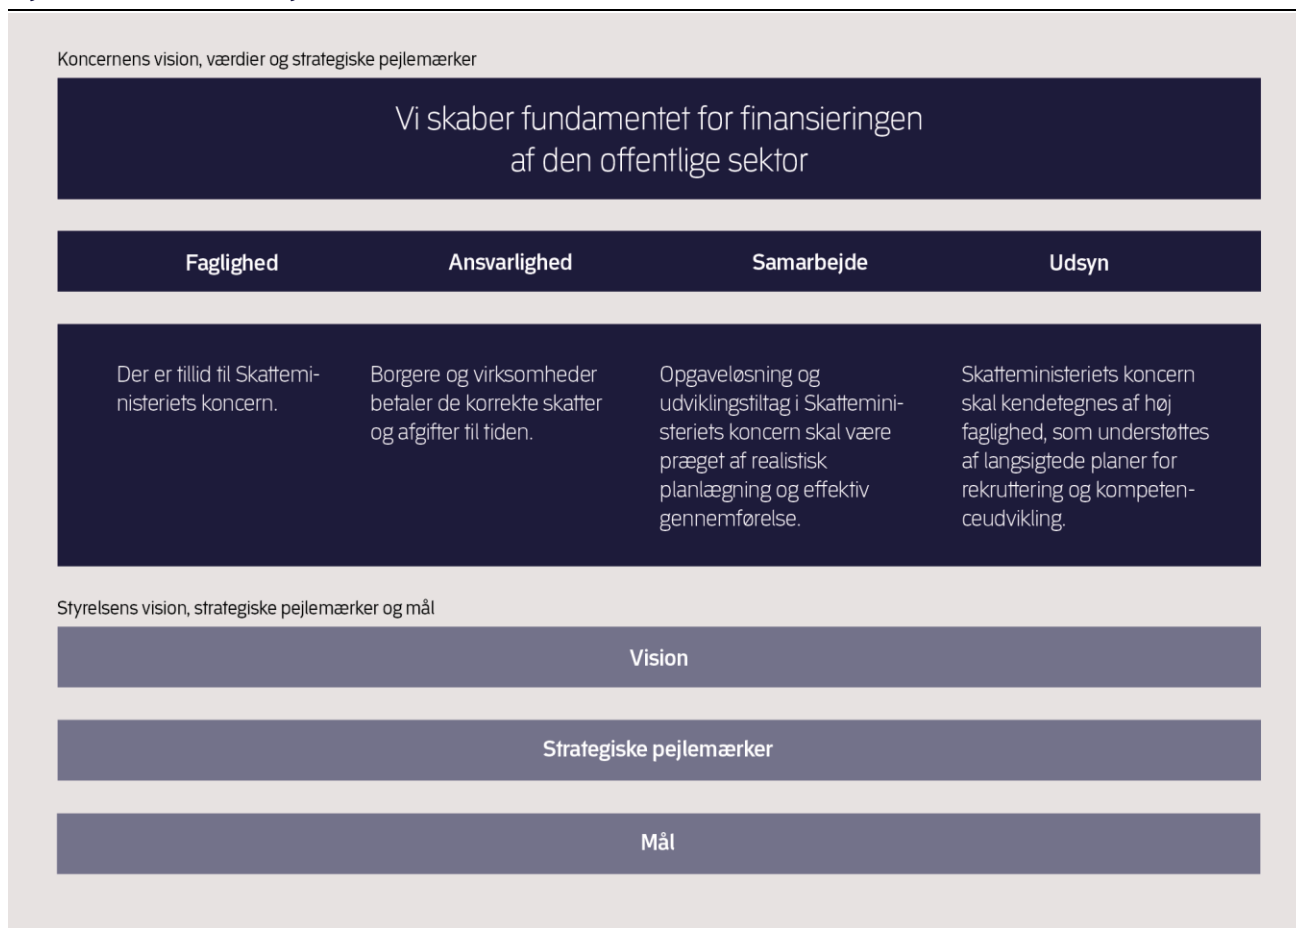 Koncernens vision, værdier og strategiske pejlemærker
Vi skaber fundamentet for finansieringen
af den offentlige sektor
Faglighed
Ansvarlighed
Samarbejde
Udsyn
Der er tillid til Skattemi-
nisteriets koncern.
Borgere og virksomheder
betaler de korrekte skatter
og afgifter til tiden.
Opgaveløsning og
udviklingstiltag i Skattemini-
steriets koncern skal være
præget af realistisk
planlægning og effektiv
gennemførelse.
Skatteministeriets koncern
skal kendetegnes af høj
faglighed, som understøttes
af langsigtede planer for
rekruttering og kompeten-
ceudvikling.
Styrelsens vision, strategiske pejlemærker og mål
Vision
Strategiske pejlemærker
Mål